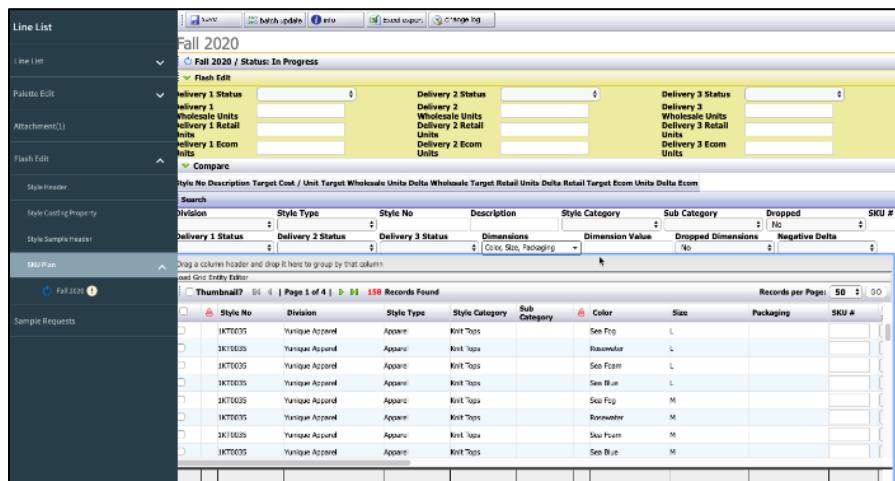 Line List
save batch update info Excel export change log
Fall 2020
Line List
Fall 2020 / Status: In Progress
Flash Edit
Palette Edit
Delivery 1 Status Delivery 2 Status Delivery 3 Status
Delivery 1 Wholesale Units Delivery 2 Wholesale Units Delivery 3 Wholesale Units
Attachment(1)
Delivery 1 Retail Units Delivery 2 Retail Units Delivery 3 Retail Units
Delivery 1 Ecom Units Delivery 2 Ecom Units Delivery 3 Ecom Units
Flash Edit
Compare
Style Header
Style No Description Target Cost / Unit Target Wholesale Units Delta Wholesale Target Retail Units Delta Retail Target Ecom Units Delta Ecom
Search
Style Costing Property
Division Style Type Style No Description Style Category Sub Category Dropped SKU #
No
Style Sample Header
Delivery 1 Status Delivery 2 Status Delivery 3 Status Dimensions Dimension Value Dropped Dimensions Negative Delta
Color, Size, Packaging No
SKU Plan
Drag a column header and drop it here to group by that column
Load Grid Entity Editor
Fall 2020
Thumbnail? Page 1 of 4 158 Records Found Records per Page: 50 GO
Sample Requests
Style No Division Style Type Style Category Sub Category Color Size Packaging SKU #
1KT0035 Yunique Apparel Apparel Knit Tops Sea Fog L
1KT0035 Yunique Apparel Apparel Knit Tops Rosewater L
1KT0035 Yunique Apparel Apparel Knit Tops Sea Foam L
1KT0035 Yunique Apparel Apparel Knit Tops Sea Blue L
1KT0035 Yunique Apparel Apparel Knit Tops Sea Fog M
1KT0035 Yunique Apparel Apparel Knit Tops Rosewater M
1KT0035 Yunique Apparel Apparel Knit Tops Sea Foam M
1KT0035 Yunique Apparel Apparel Knit Tops Sea Blue M